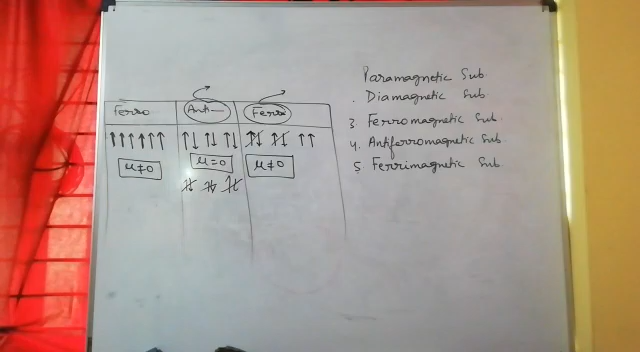 Ferro Anti— Ferri
↑↑↑↑↑↑ ↑↓ ↑↓ ↑↓ ↑↓ ↑↓ ↑↑
μ≠0 μ=0 μ≠0
↑↓ ↑↓ ↑↓
Paramagnetic Sub.
. Diamagnetic Sub
3. Ferromagnetic Sub.
4. Antiferromagnetic Sub.
5. Ferrimagnetic Sub